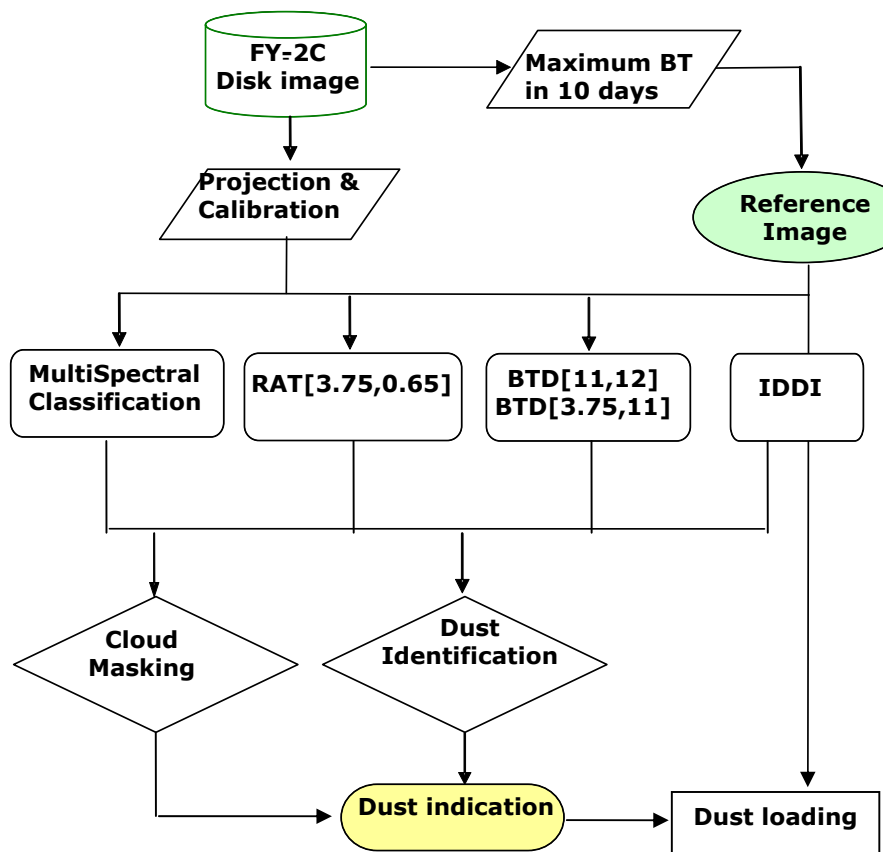 FY-2C
Disk image
Maximum BT
in 10 days
Projection &
Calibration
Reference
Image
MultiSpectral
Classification
RAT[3.75,0.65]
BTD[11,12]
BTD[3.75,11]
IDDI
Cloud
Masking
Dust
Identification
Dust indication
Dust loading